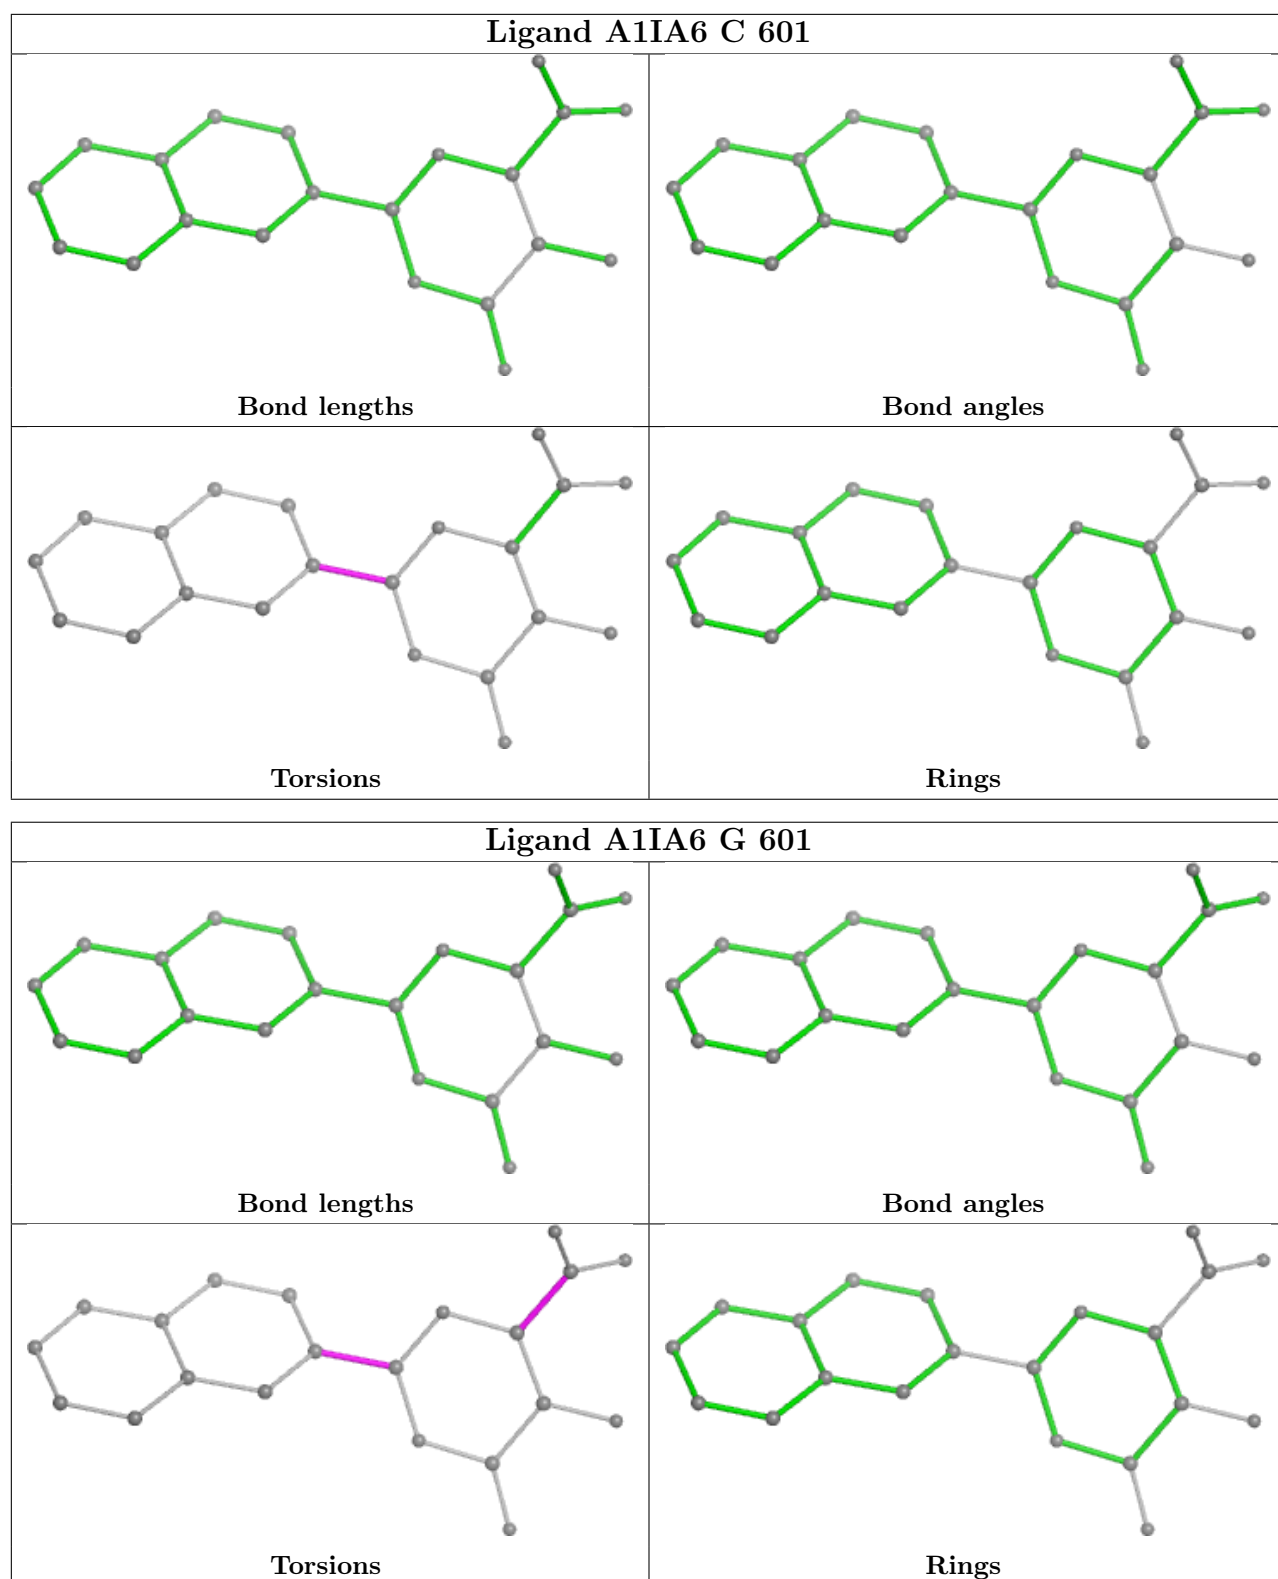 Ligand A1IA6 C 601
Bond lengths
Bond angles
Torsions
Rings
Ligand A1IA6 G 601
Bond lengths
Bond angles
Torsions
Rings